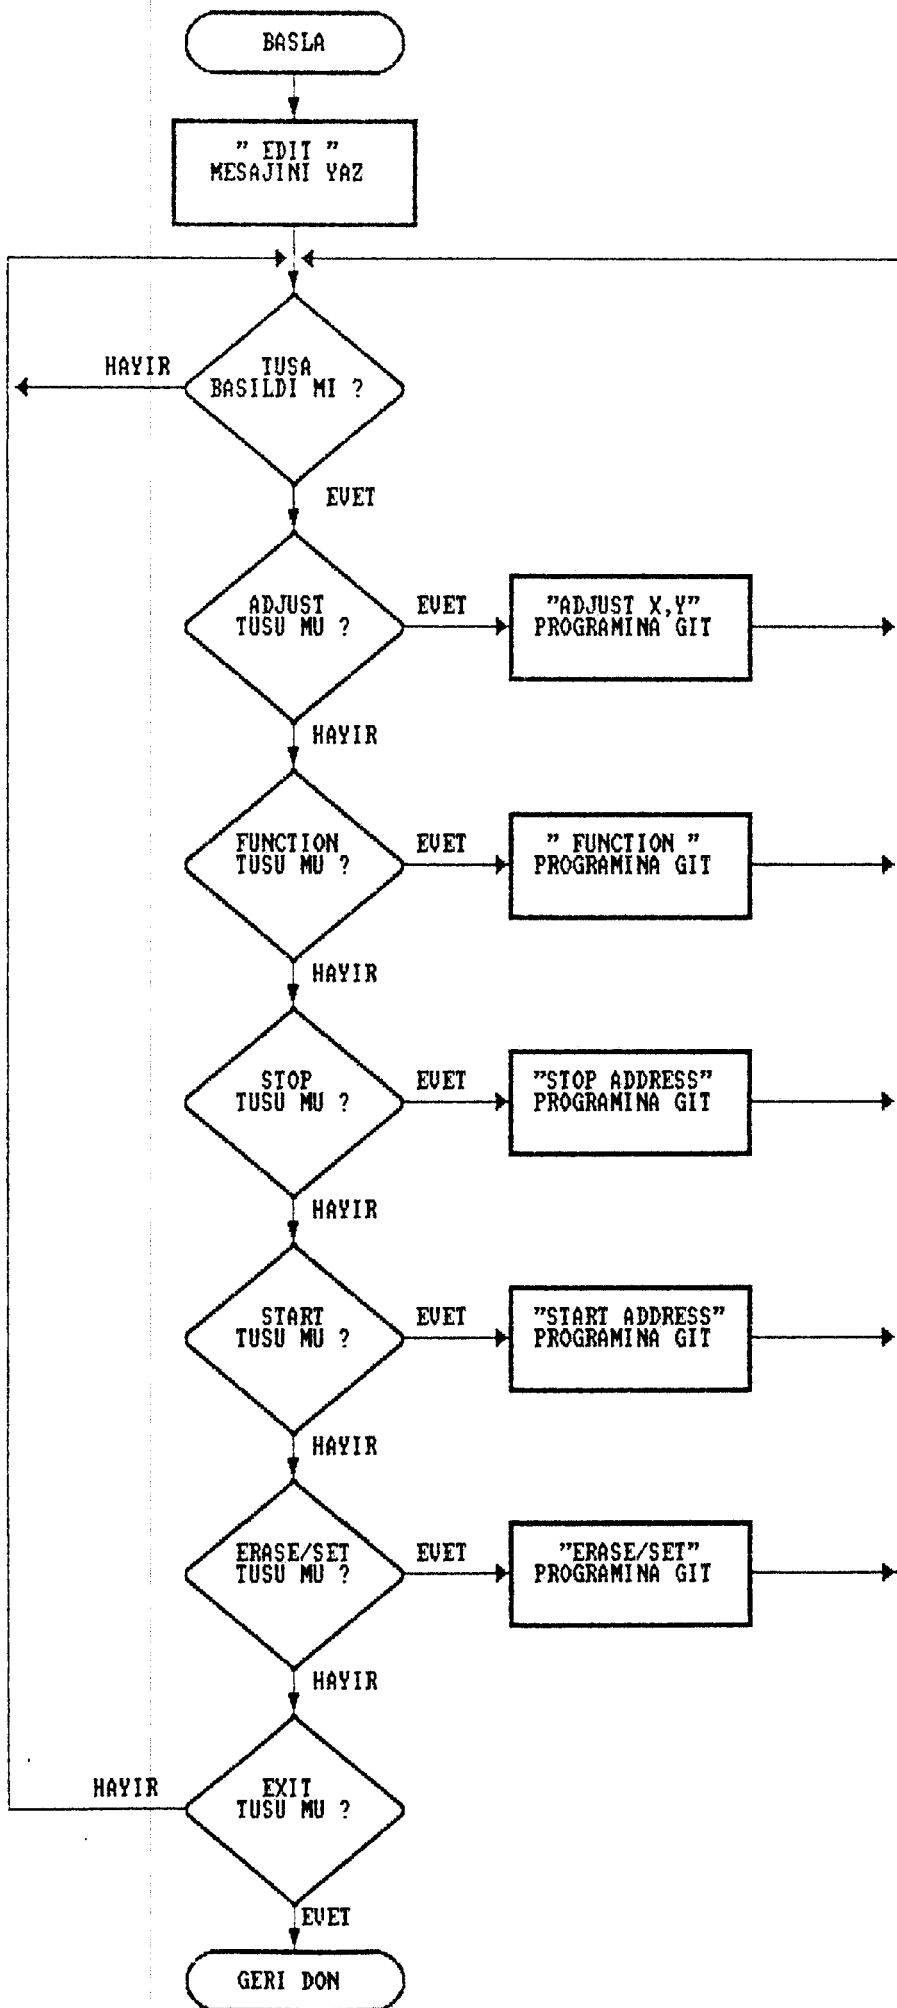 BASLA
" EDIT "
MESAJINI YAZ
HAYIR
TUSA
BASILDI MI ?
EVET
ADJUST
TUSU MU ?
EVET
"ADJUST X,Y"
PROGRAMINA GIT
HAYIR
FUNCTION
TUSU MU ?
EVET
" FUNCTION "
PROGRAMINA GIT
HAYIR
STOP
TUSU MU ?
EVET
"STOP ADDRESS"
PROGRAMINA GIT
HAYIR
START
TUSU MU ?
EVET
"START ADDRESS"
PROGRAMINA GIT
HAYIR
ERASE/SET
TUSU MU ?
EVET
"ERASE/SET"
PROGRAMINA GIT
HAYIR
HAYIR
EXIT
TUSU MU ?
EVET
GERI DON